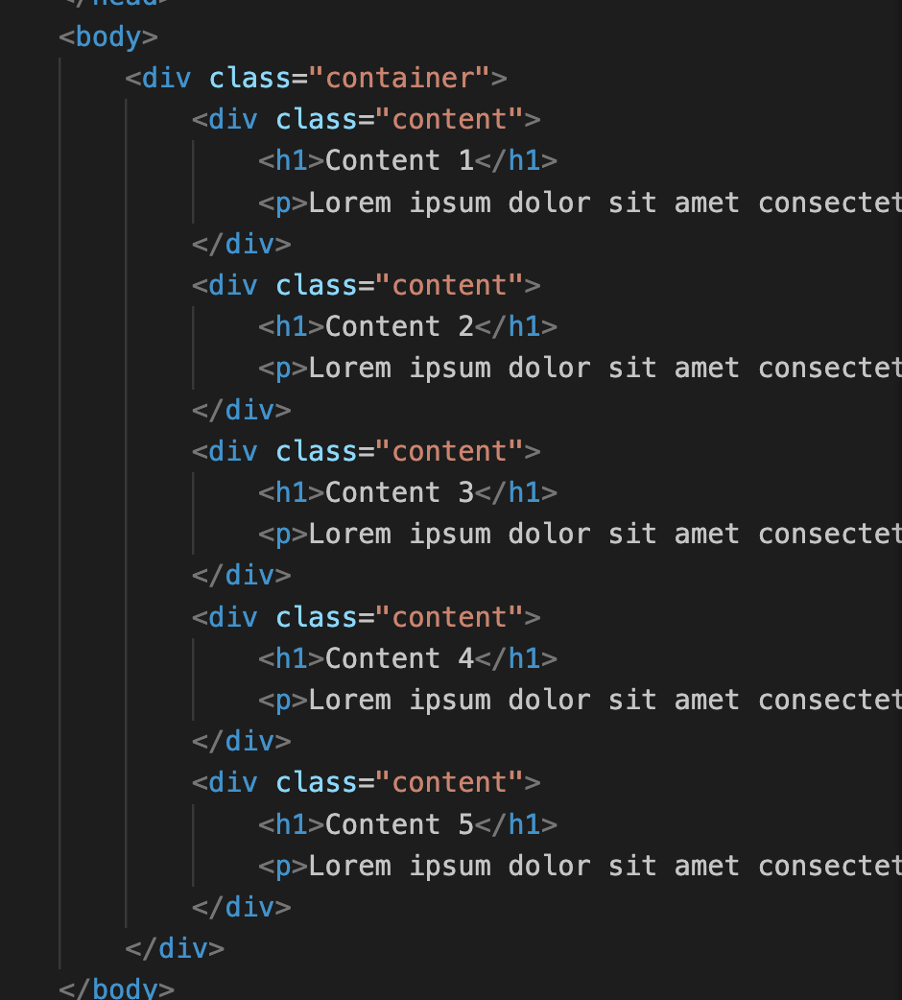 </head>
<body>
<div class="container">
<div class="content">
<h1>Content 1</h1>
<p>Lorem ipsum dolor sit amet consectet
</div>
<div class="content">
<h1>Content 2</h1>
<p>Lorem ipsum dolor sit amet consectet
</div>
<div class="content">
<h1>Content 3</h1>
<p>Lorem ipsum dolor sit amet consectet
</div>
<div class="content">
<h1>Content 4</h1>
<p>Lorem ipsum dolor sit amet consectet
</div>
<div class="content">
<h1>Content 5</h1>
<p>Lorem ipsum dolor sit amet consectet
</div>
</div>
</body>